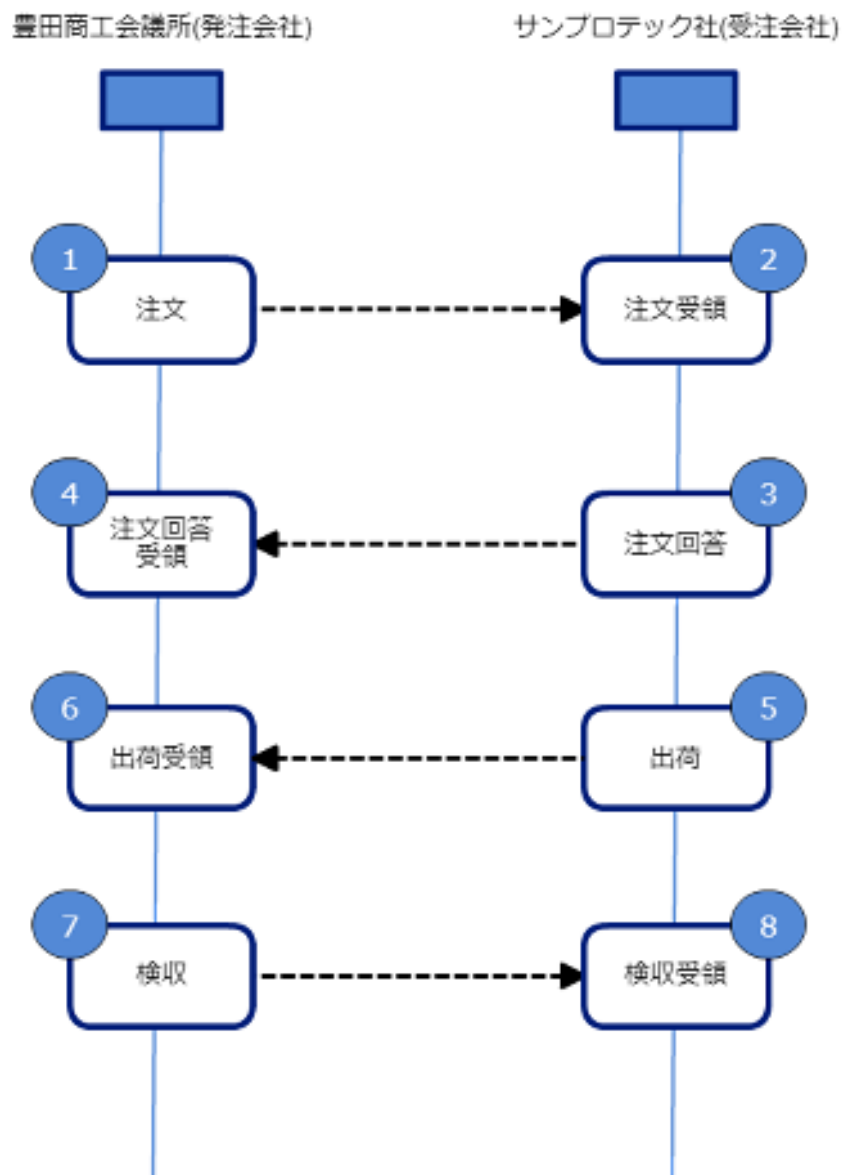 豊田商工会議所(発注会社)
サンプロテック社(受注会社)
1
注文
2
注文受領
4
注文回答
受領
3
注文回答
6
出荷受領
5
出荷
7
検収
8
検収受領